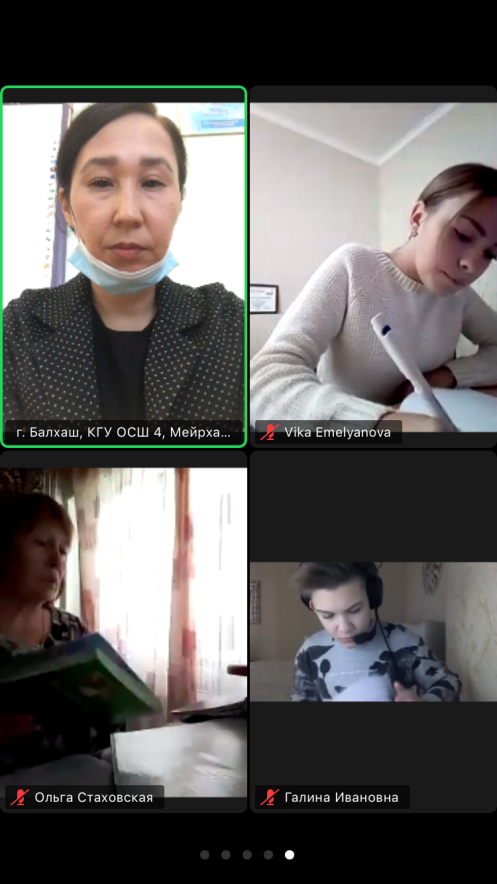 г. Балхаш, КГУ ОСШ 4, Мейрха...
Vika Emelyanova
Ольга Стаховская
Галина Ивановна